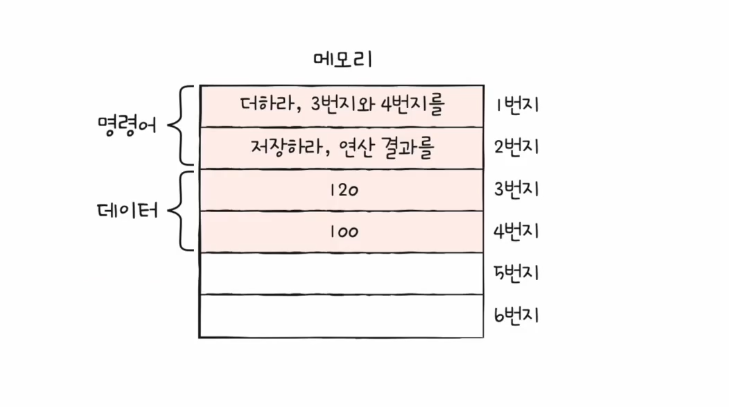 메모리
명령어
더하라, 3번지와 4번지를
1번지
저장하라, 연산 결과를
2번지
데이터
120
3번지
100
4번지
5번지
6번지